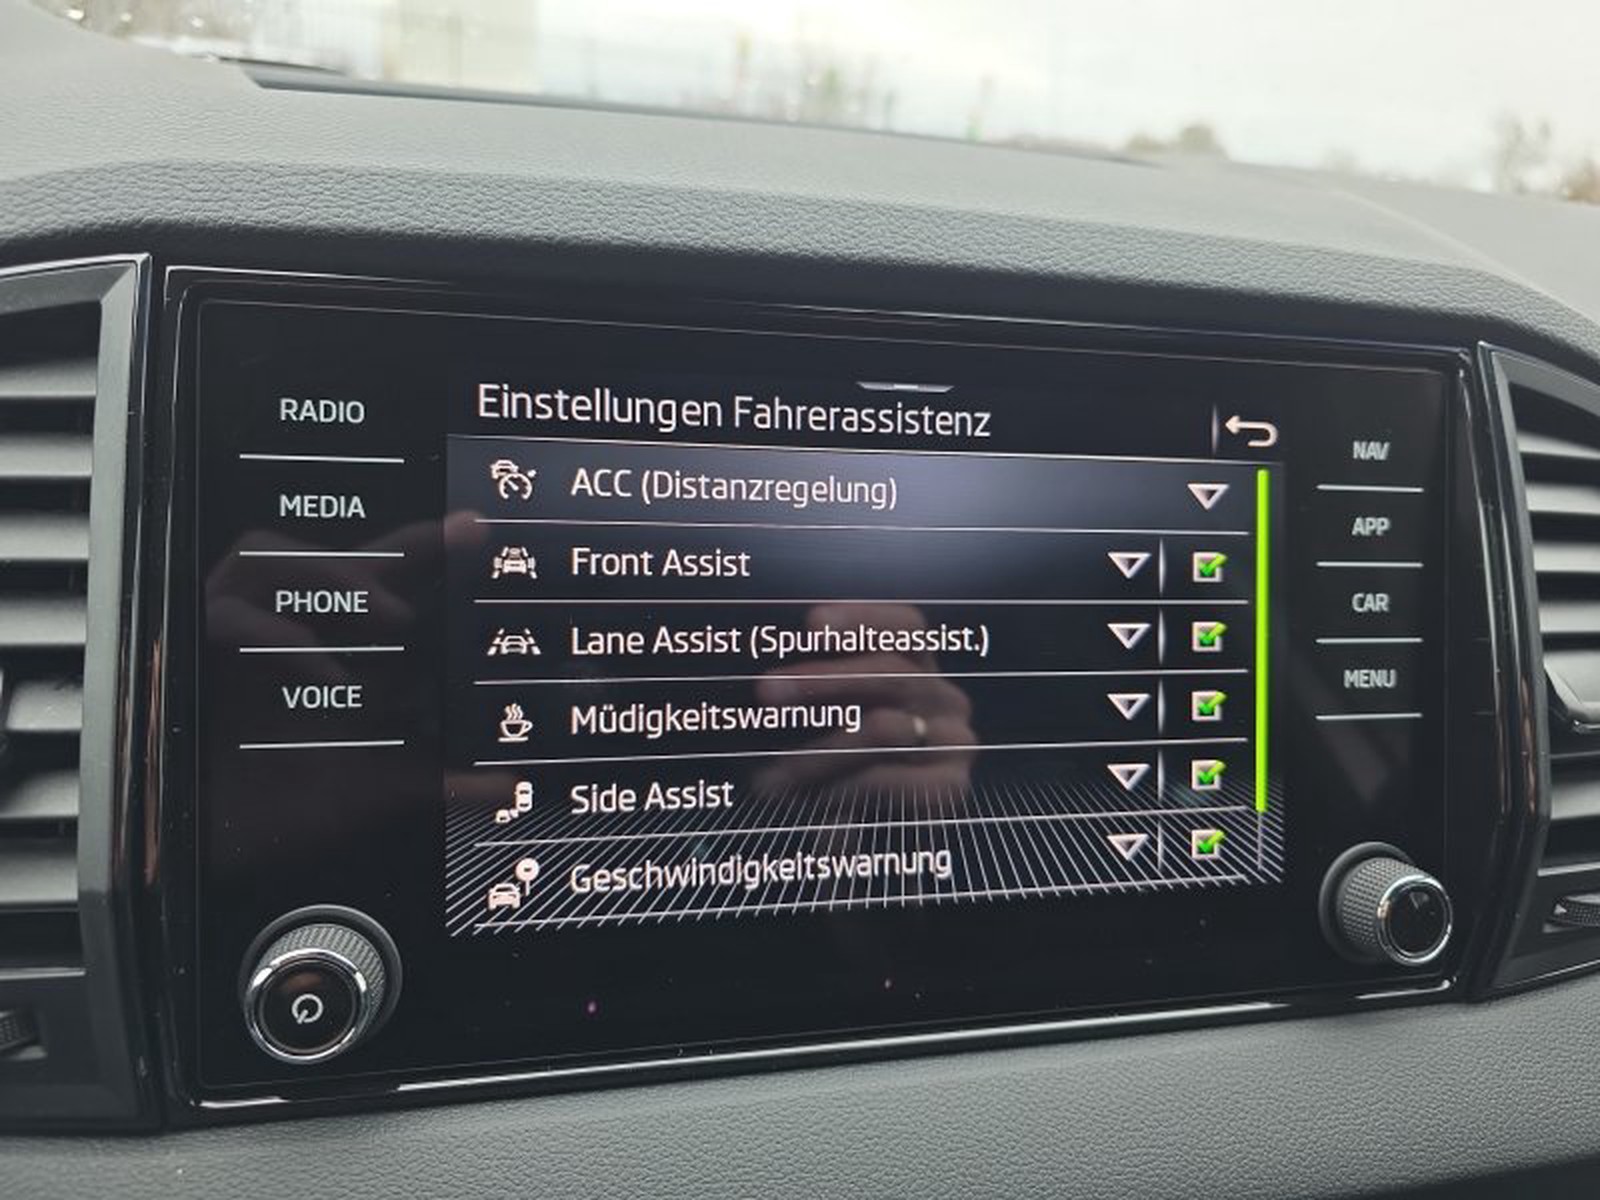 RADIO
MEDIA
PHONE
VOICE
Einstellungen Fahrerassistenz
ACC (Distanzregelung)
Front Assist
Lane Assist (Spurhalteassist.)
Müdigkeitswarnung
Side Assist
Geschwindigkeitswarnung
NAV
APP
CAR
MENU